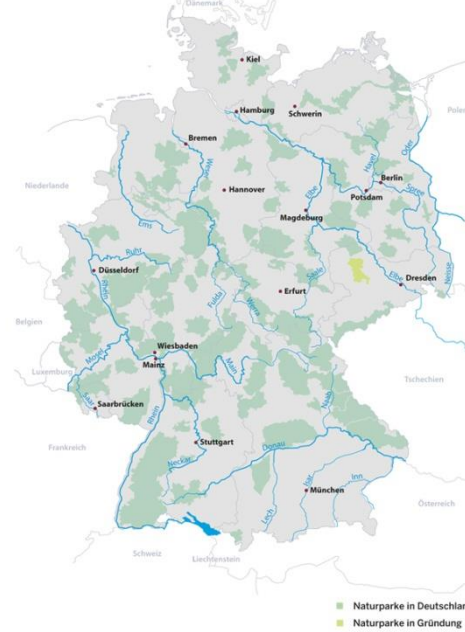 Dänemark
Kiel
Hamburg
Schwerin
Polen
Bremen
Weser
Elbe
Havel
Oder
Berlin
Spree
Potsdam
Niederlande
Hannover
Magdeburg
Ems
Ruhr
Düsseldorf
Rhein
Saale
Elbe
Dresden
Neisse
Erfurt
Fulda
Werra
Belgien
Wiesbaden
Mainz
Main
Mosel
Luxemburg
Tschechien
Saar
Saarbrücken
Rhein
Naab
Frankreich
Stuttgart
Neckar
Donau
Isar
Inn
Lech
München
Österreich
Schweiz
Liechtenstein
Naturparke in Deutschlan
Naturparke in Gründung